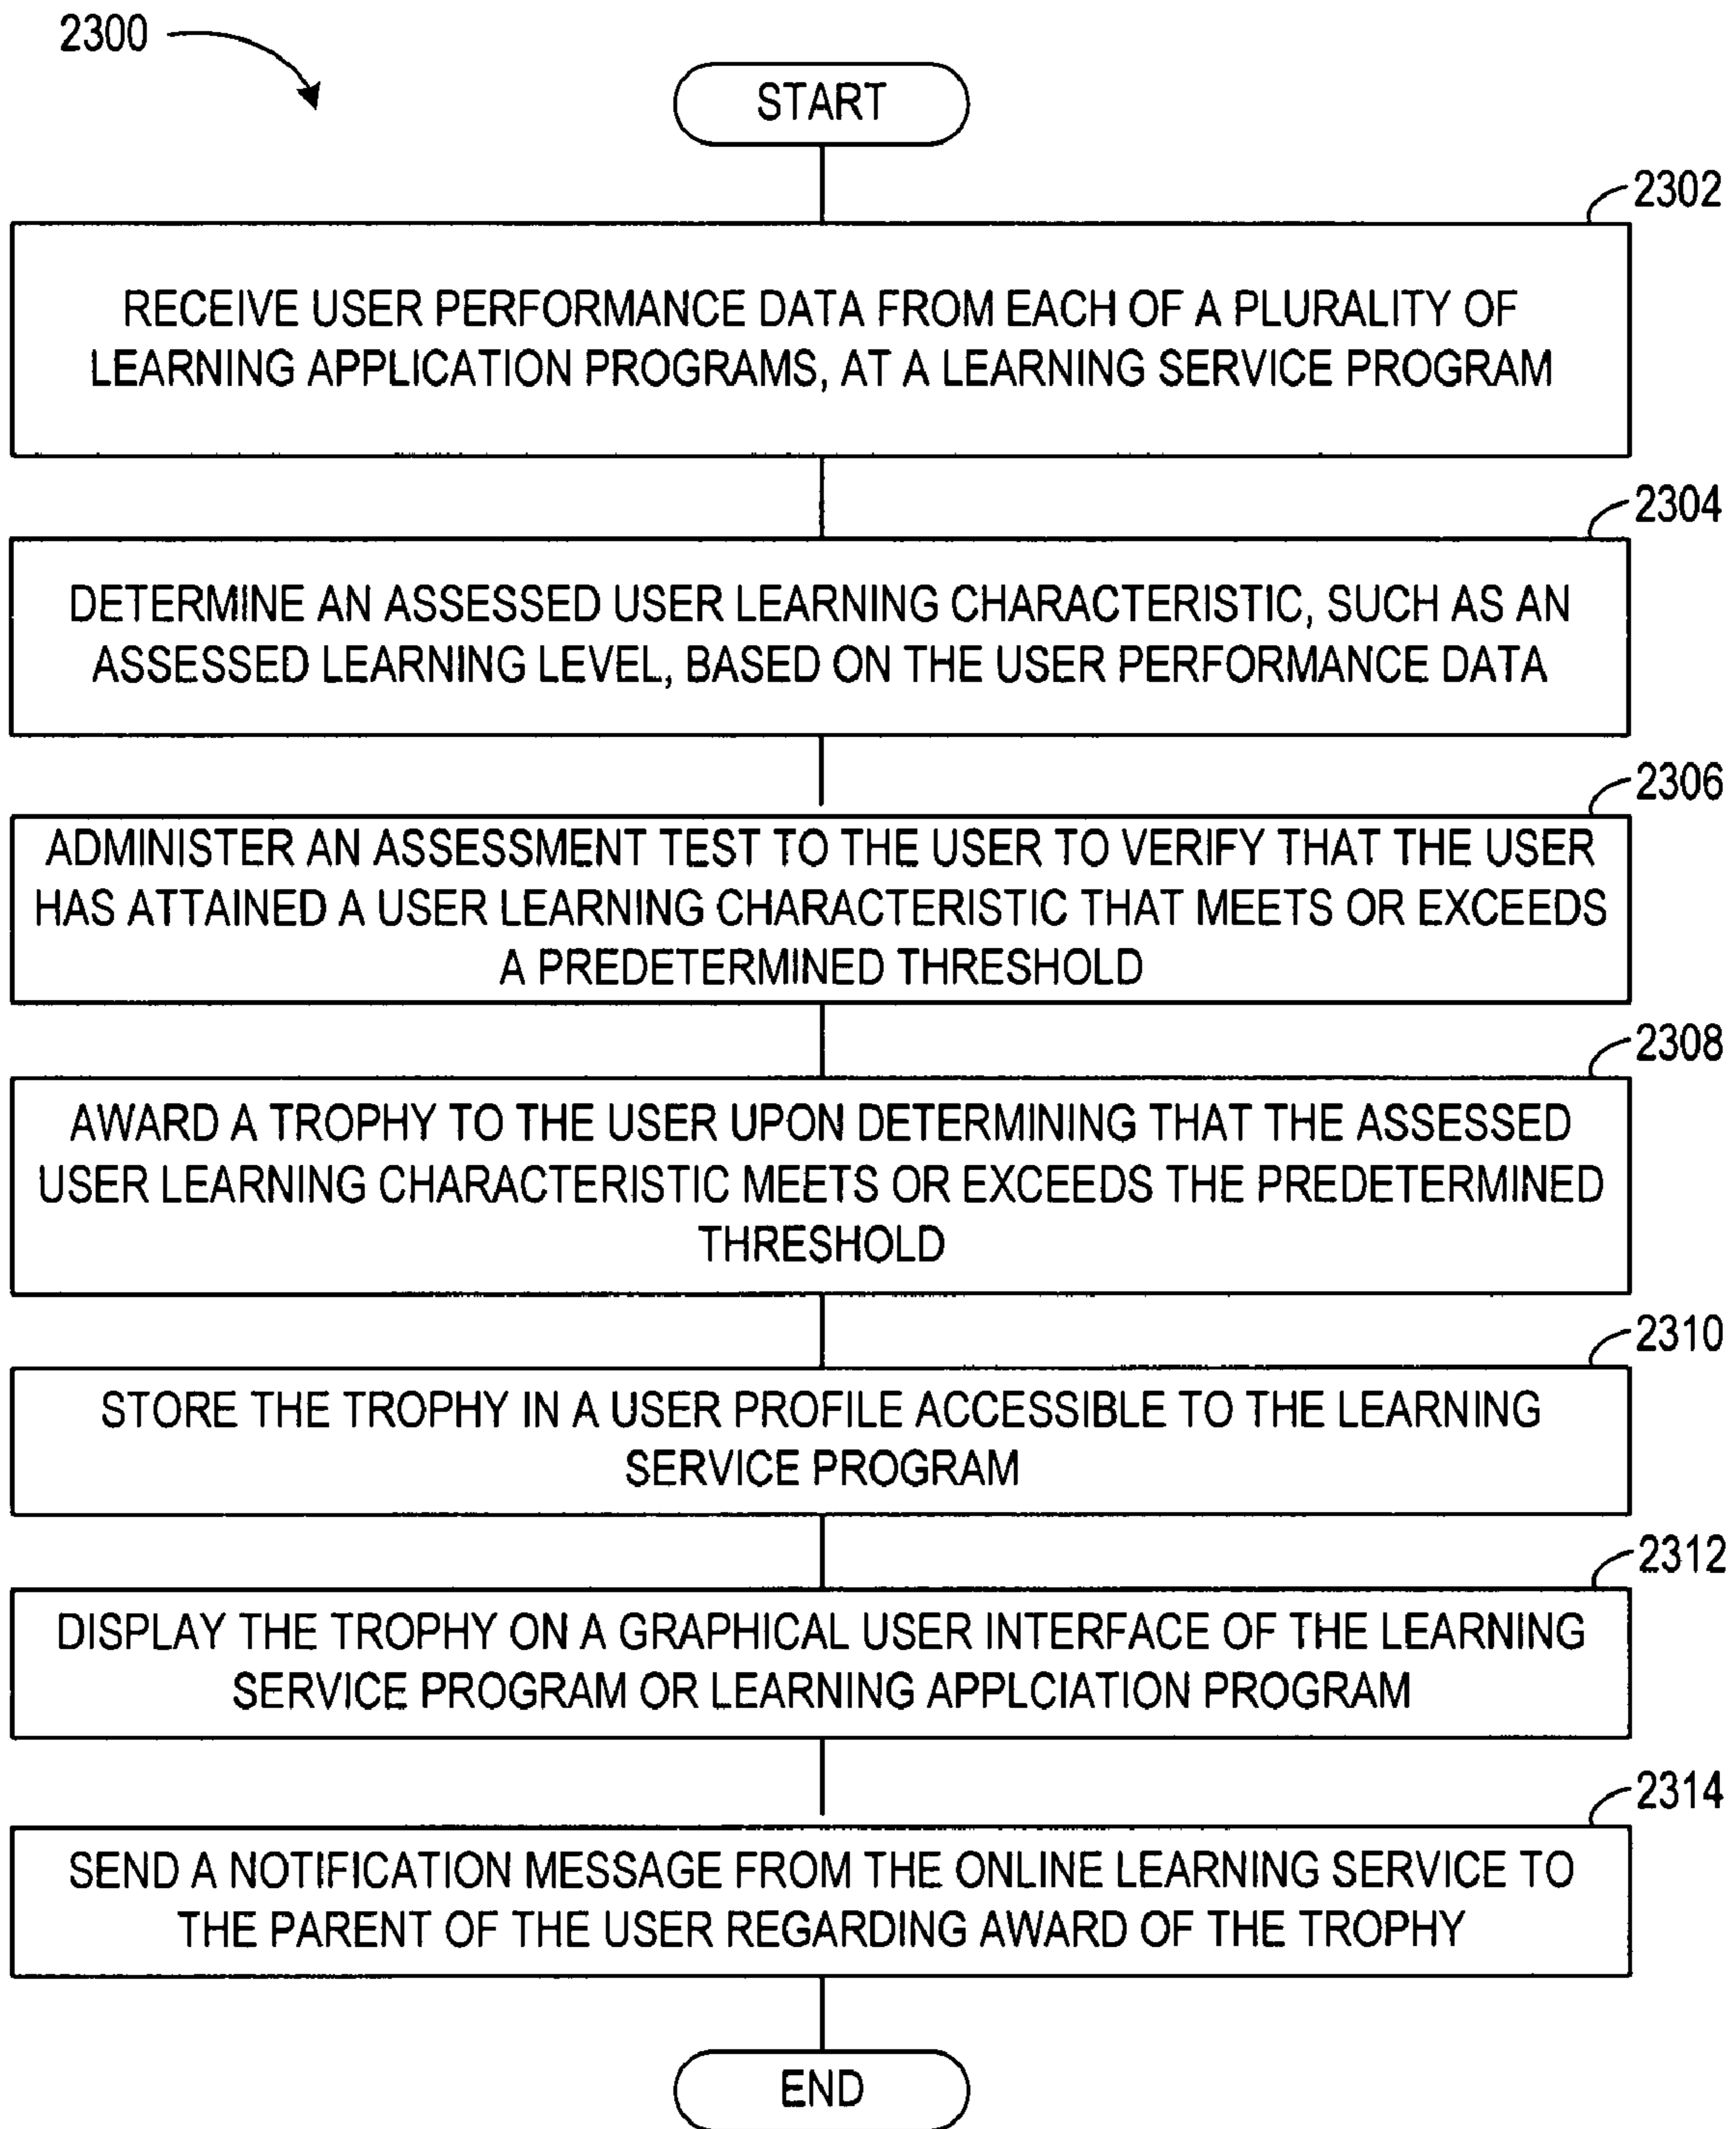 2300
START
2302
RECEIVE USER PERFORMANCE DATA FROM EACH OF A PLURALITY OF
LEARNING APPLICATION PROGRAMS, AT A LEARNING SERVICE PROGRAM
2304
DETERMINE AN ASSESSED USER LEARNING CHARACTERISTIC, SUCH AS AN
ASSESSED LEARNING LEVEL, BASED ON THE USER PERFORMANCE DATA
2306
ADMINISTER AN ASSESSMENT TEST TO THE USER TO VERIFY THAT THE USER
HAS ATTAINED A USER LEARNING CHARACTERISTIC THAT MEETS OR EXCEEDS
A PREDETERMINED THRESHOLD
2308
AWARD A TROPHY TO THE USER UPON DETERMINING THAT THE ASSESSED
USER LEARNING CHARACTERISTIC MEETS OR EXCEEDS THE PREDETERMINED
THRESHOLD
2310
STORE THE TROPHY IN A USER PROFILE ACCESSIBLE TO THE LEARNING
SERVICE PROGRAM
2312
DISPLAY THE TROPHY ON A GRAPHICAL USER INTERFACE OF THE LEARNING
SERVICE PROGRAM OR LEARNING APPLCIATION PROGRAM
2314
SEND A NOTIFICATION MESSAGE FROM THE ONLINE LEARNING SERVICE TO
THE PARENT OF THE USER REGARDING AWARD OF THE TROPHY
END